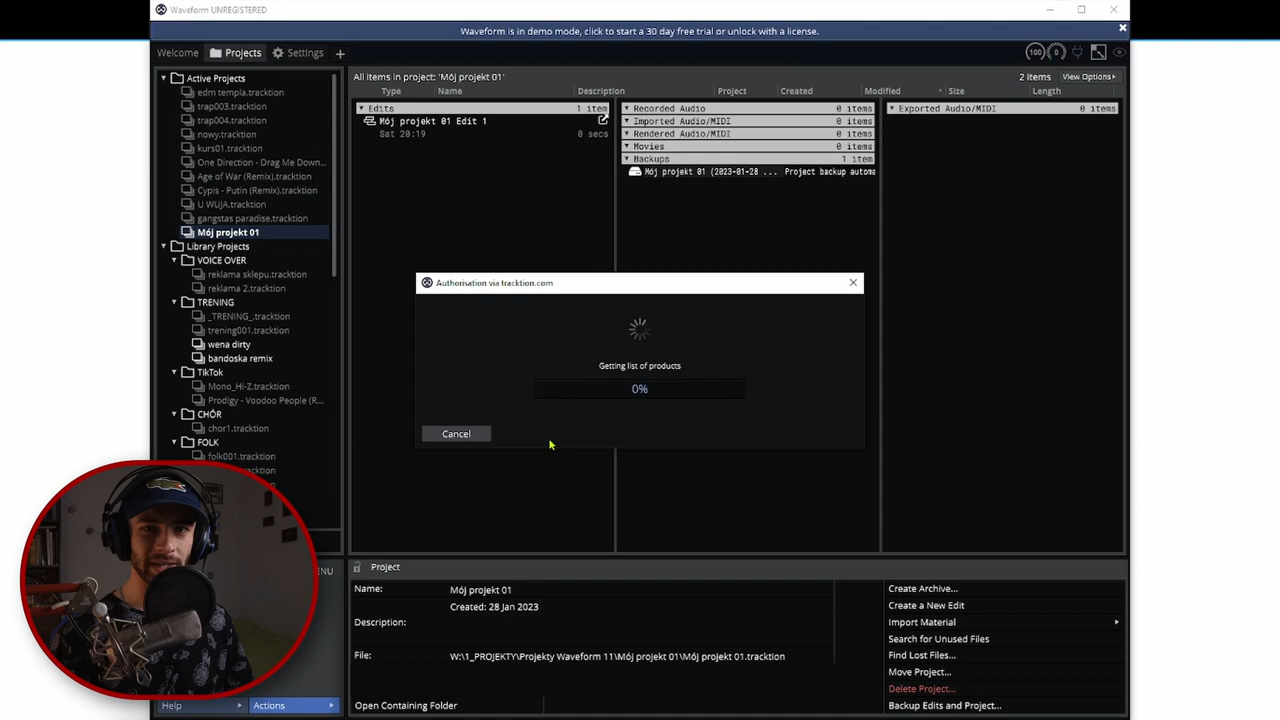 Waveform UNREGISTERED
Waveform is in demo mode, click to start a 30 day free trial or unlock with a license.
Welcome
Projects
Settings
100
0
Active Projects
edm templa.tracktion
trap003.tracktion
trap004.tracktion
nowy.tracktion
kurs01.tracktion
One Direction - Drag Me Down...
Age of War (Remix).tracktion
Cypis - Putin (Remix).tracktion
U WUJA.tracktion
gangstas paradise.tracktion
Mój projekt 01
Library Projects
VOICE OVER
reklama sklepu.tracktion
reklama 2.tracktion
TRENING
_TRENING_.tracktion
trening001.tracktion
wena dirty
bandoska remix
TikTok
Mono_Hi-Z.tracktion
Prodigy - Voodoo People (R...
CHÓR
chor1.tracktion
FOLK
folk001.tracktion
All items in project: 'Mój projekt 01'
2 items
View Options
Type
Name
Description
Project
Created
Modified
Size
Length
Edits
1 item
Mój projekt 01 Edit 1
Sat 20:19
0 secs
Recorded Audio
0 items
Imported Audio/MIDI
0 items
Rendered Audio/MIDI
0 items
Movies
0 items
Backups
1 item
Mój projekt 01 (2023-01-28 ...
Project backup automa
Exported Audio/MIDI
0 items
Authorisation via tracktion.com
Getting list of products
0%
Cancel
Project
Name:
Mój projekt 01
Created: 28 Jan 2023
Description:
File:
W:\1_PROJEKTY\Projekty Waveform 11\Mój projekt 01\Mój projekt 01.tracktion
Open Containing Folder
Create Archive...
Create a New Edit
Import Material
Search for Unused Files
Find Lost Files...
Move Project...
Delete Project...
Backup Edits and Project...
Help
Actions